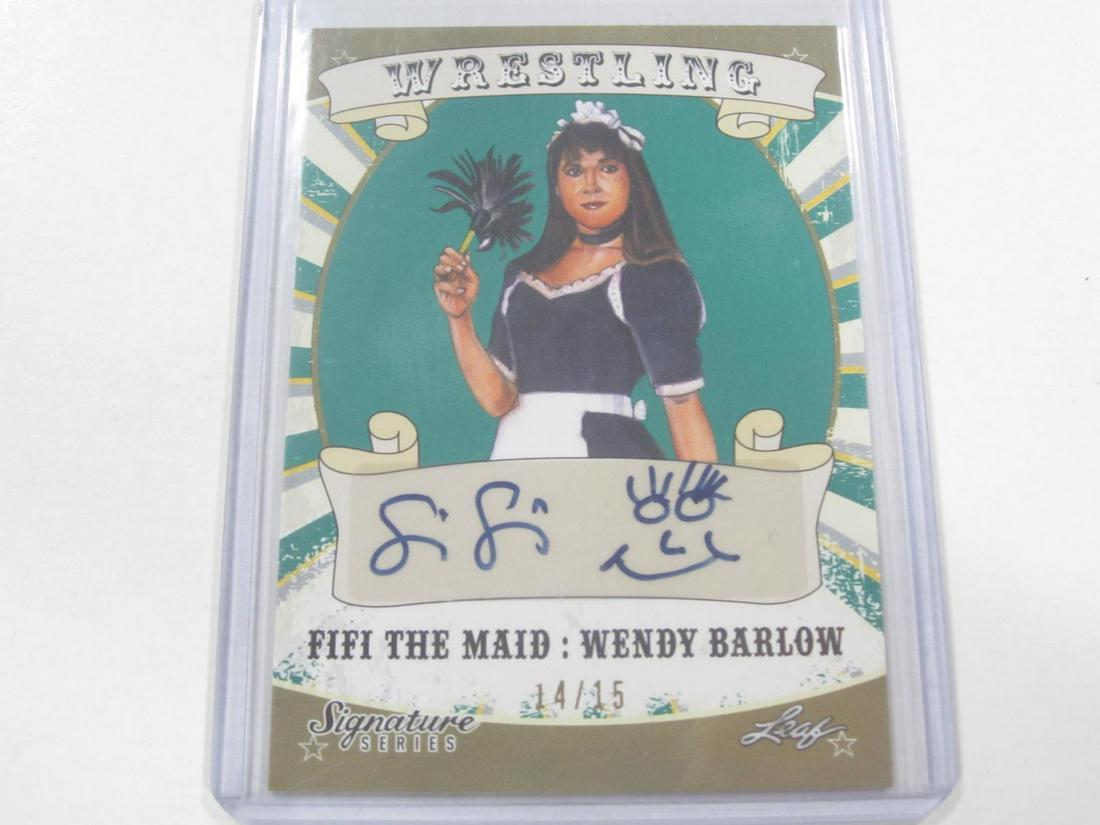 WRESTLING
Fifi
FIFI THE MAID : WENDY BARLOW
14/15
Signature
SERIES
Leaf